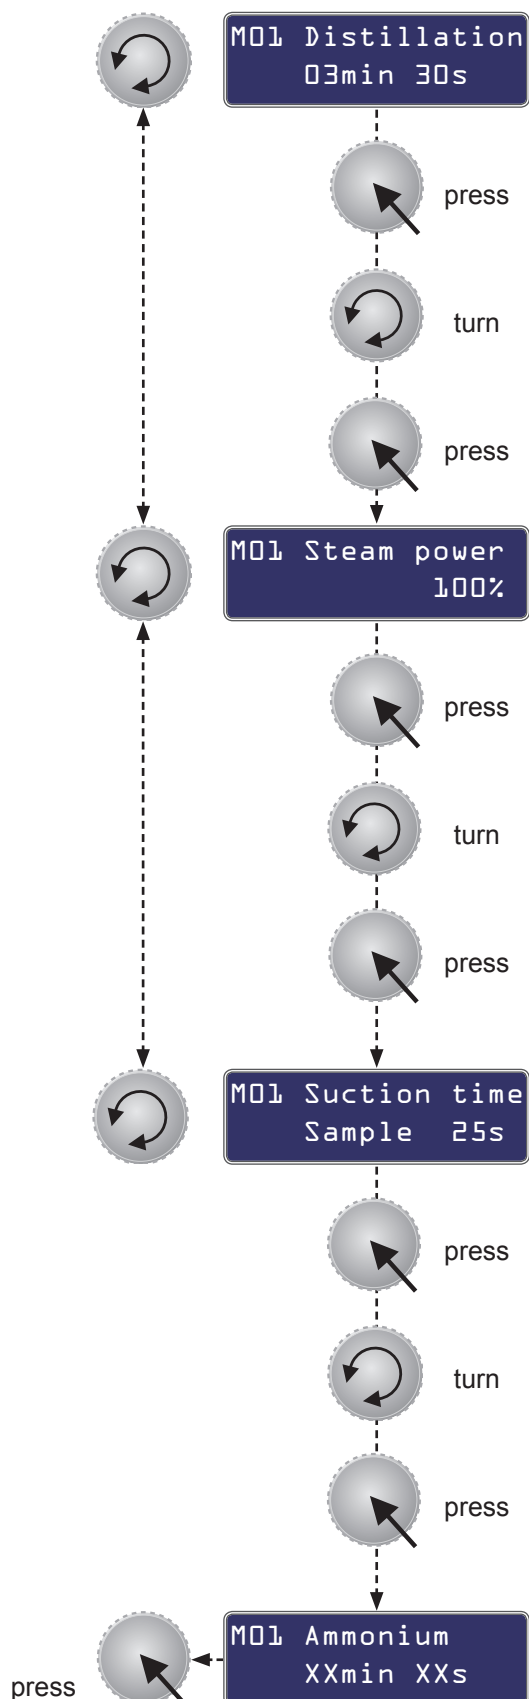 M01 Distillation
03min 30s
press
turn
press
M01 Steam power
100%
press
turn
press
M01 Suction time
Sample 25s
press
turn
press
M01 Ammonium
XXmin XXs
press